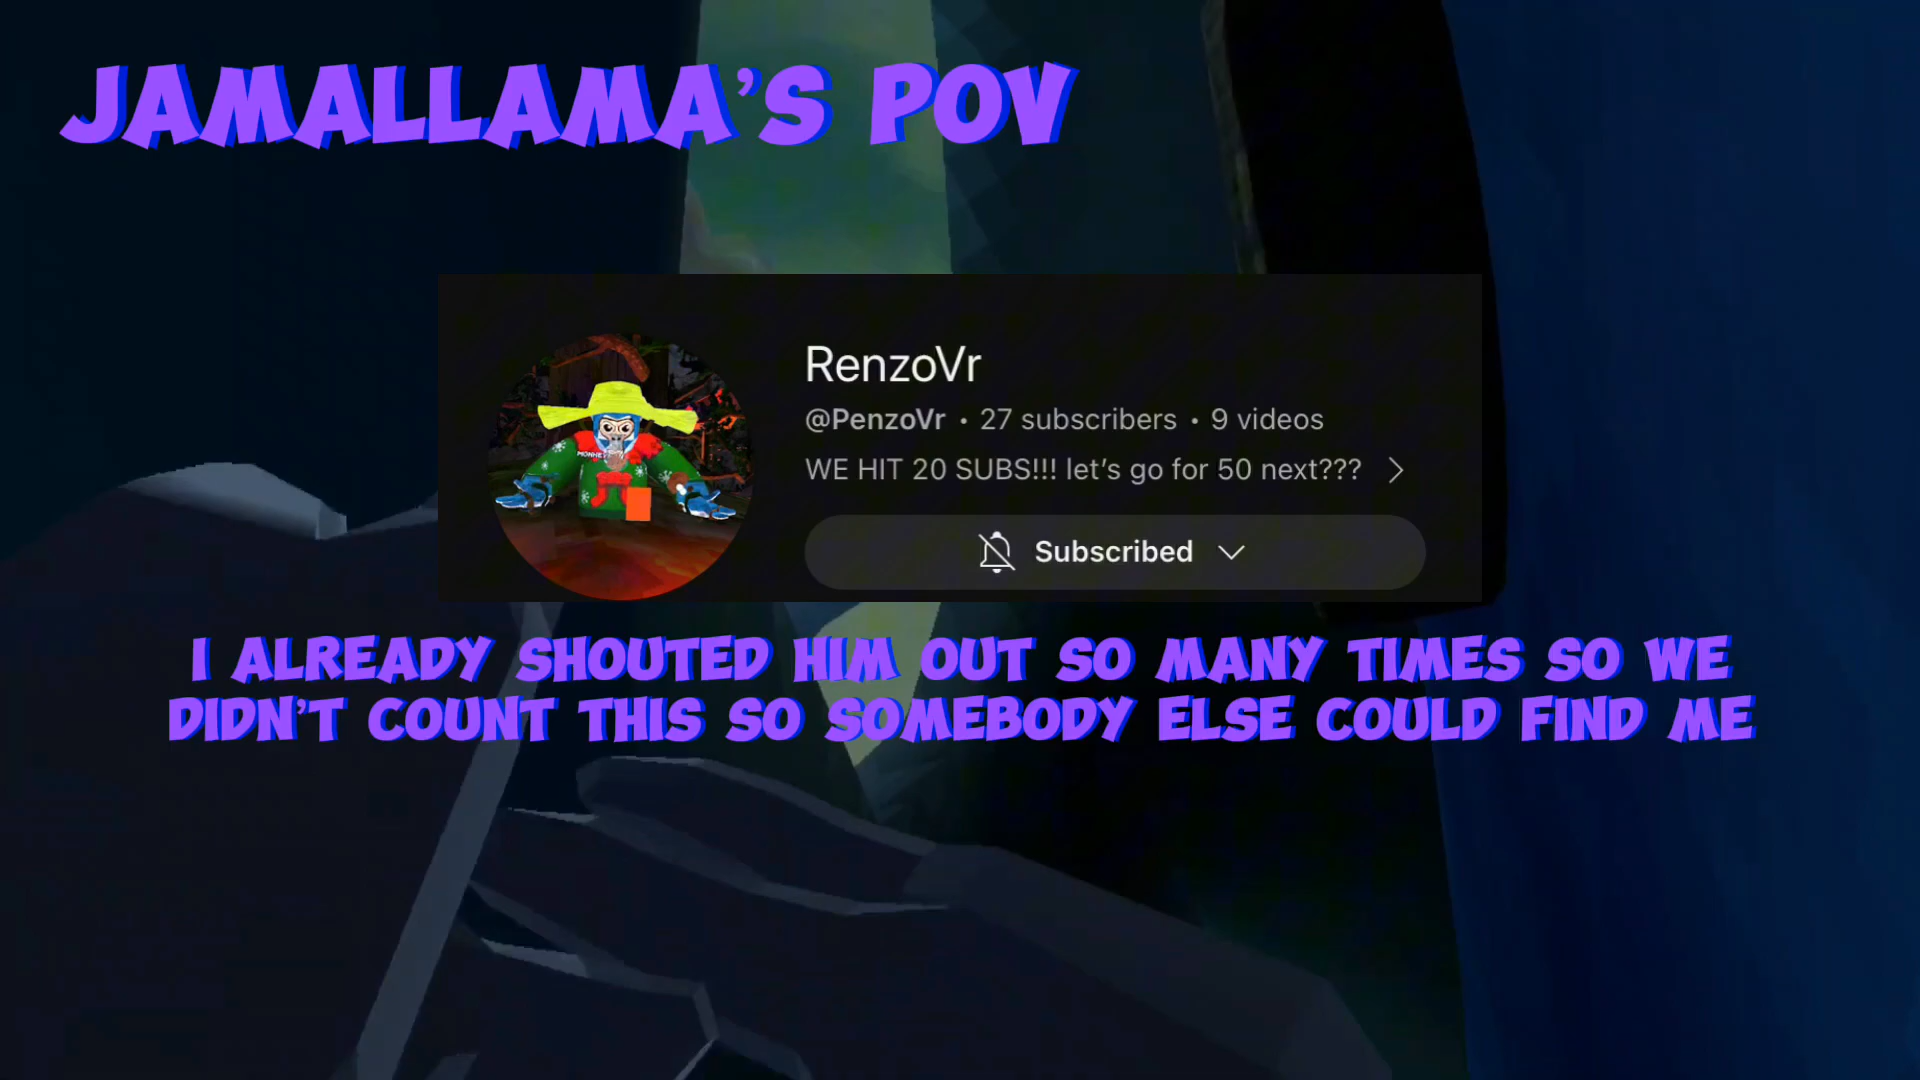 JAMALLAMA'S POV
RenzoVr
@PenzoVr • 27 subscribers • 9 videos
WE HIT 20 SUBS!!! let's go for 50 next???
Subscribed
I ALREADY SHOUTED HIM OUT SO MANY TIMES SO WE
DIDN'T COUNT THIS SO SOMEBODY ELSE COULD FIND ME